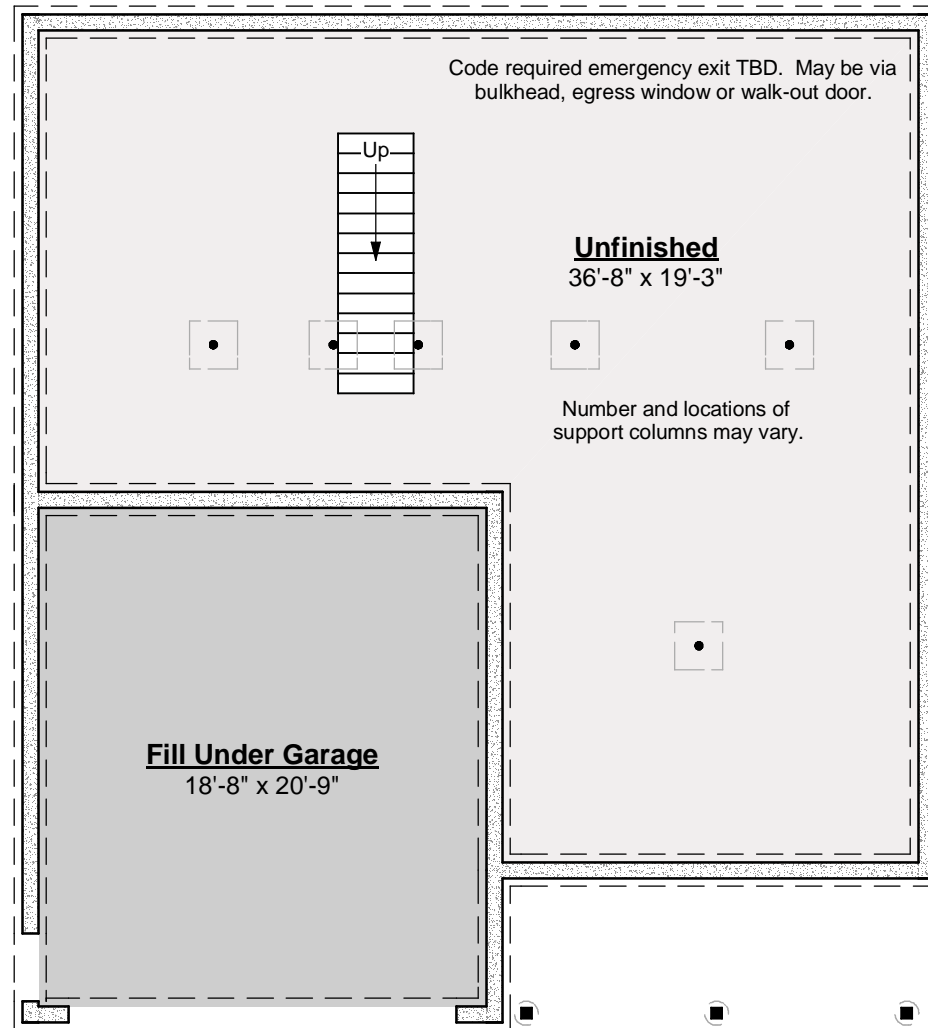 Code required emergency exit TBD.  May be via
bulkhead, egress window or walk-out door.
Up
Unfinished
36'-8" x 19'-3"
Number and locations of
support columns may vary.
Fill Under Garage
18'-8" x 20'-9"